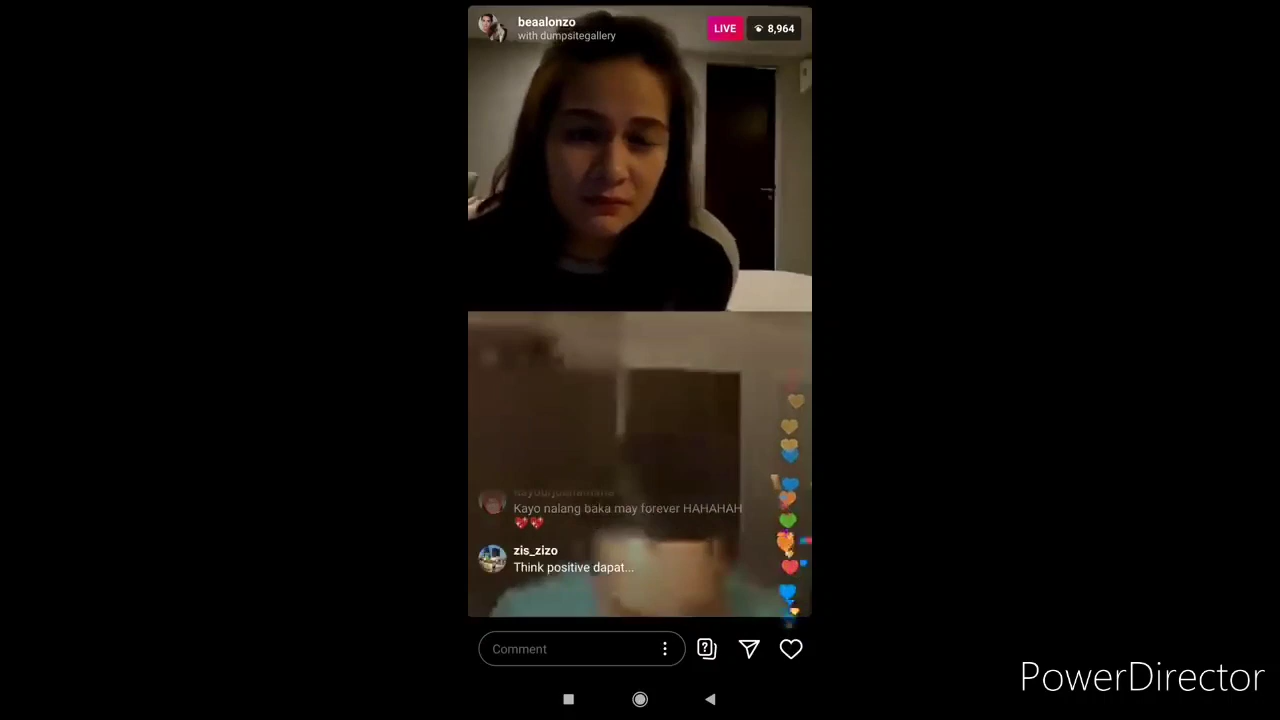 beaalonzo
LIVE
8,964
with dumpsitegallery
Kayo nalang baka may forever HAHAHAH
zis_zizo
Think positive dapat...
Comment
PowerDirector